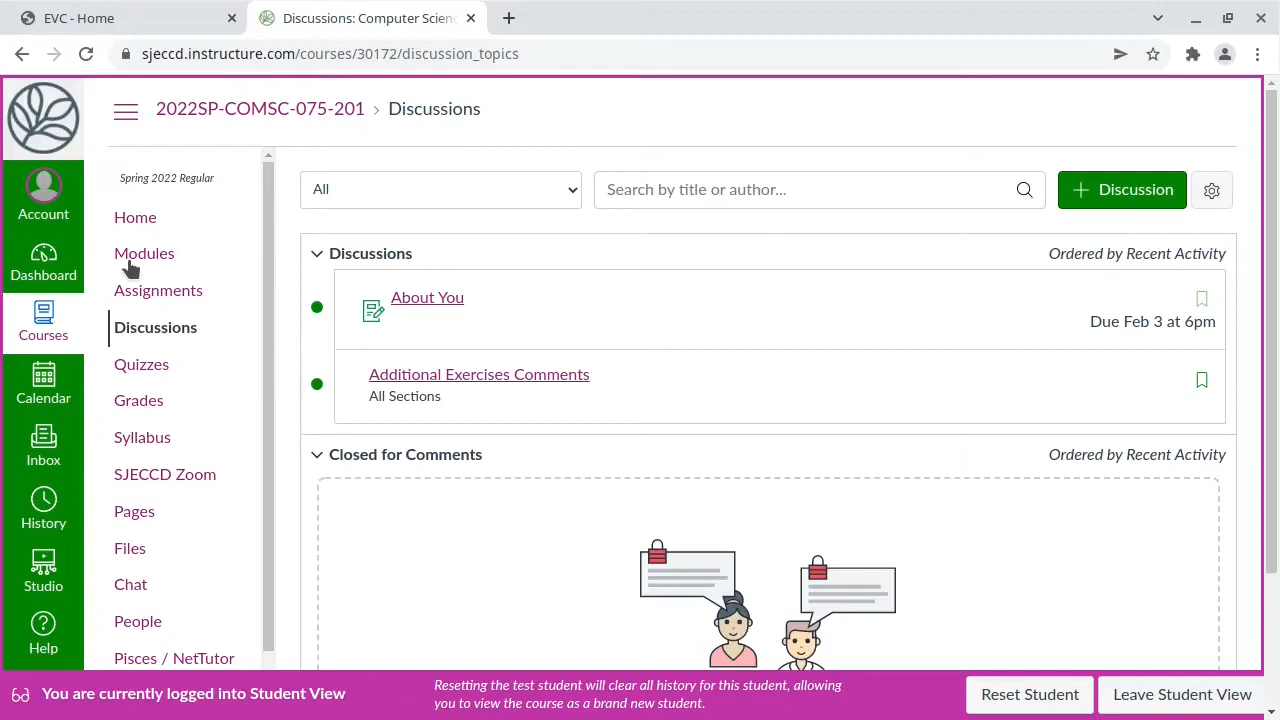 EVC - Home
Discussions: Computer Scienc
sjeccd.instructure.com/courses/30172/discussion_topics
2022SP-COMSC-075-201 › Discussions
Account
Dashboard
Courses
Calendar
Inbox
History
Studio
Help
Spring 2022 Regular
Home
Modules
Assignments
Discussions
Quizzes
Grades
Syllabus
SJECCD Zoom
Pages
Files
Chat
People
Pisces / NetTutor
All
Search by title or author...
Discussion
Discussions
Ordered by Recent Activity
About You
Due Feb 3 at 6pm
Additional Exercises Comments
All Sections
Closed for Comments
Ordered by Recent Activity
You are currently logged into Student View
Resetting the test student will clear all history for this student, allowing
you to view the course as a brand new student.
Reset Student
Leave Student View